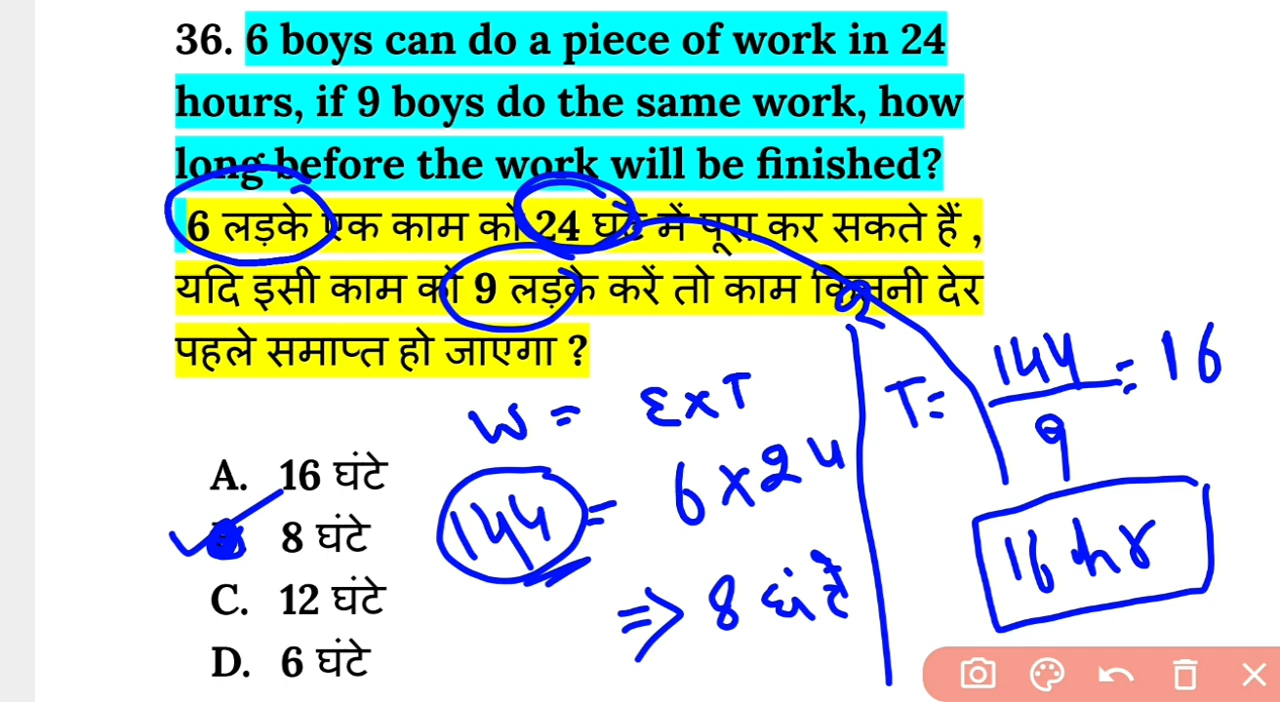 36. 6 boys can do a piece of work in 24
hours, if 9 boys do the same work, how
long before the work will be finished?
6 लड़के एक काम को 24 घंटे में पूरा कर सकते हैं ,
यदि इसी काम को 9 लड़के करें तो काम कितनी देर
पहले समाप्त हो जाएगा ?
W = ExT
144 = 6 x 24
T = 144/9 = 16
16 hr
A. 16 घंटे
8 घंटे
C. 12 घंटे
D. 6 घंटे
⇒ 8 घंटे